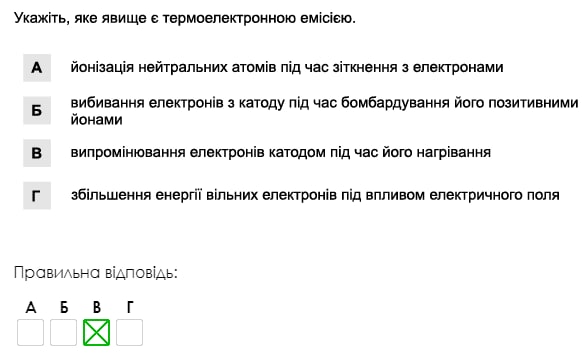 Укажіть, яке явище є термоелектронною емісією.
А йонізація нейтральних атомів під час зіткнення з електронами
Б вибивання електронів з катоду під час бомбардування його позитивними
йонами
В випромінювання електронів катодом під час його нагрівання
Г збільшення енергії вільних електронів під впливом електричного поля
Правильна відповідь:
А Б В Г